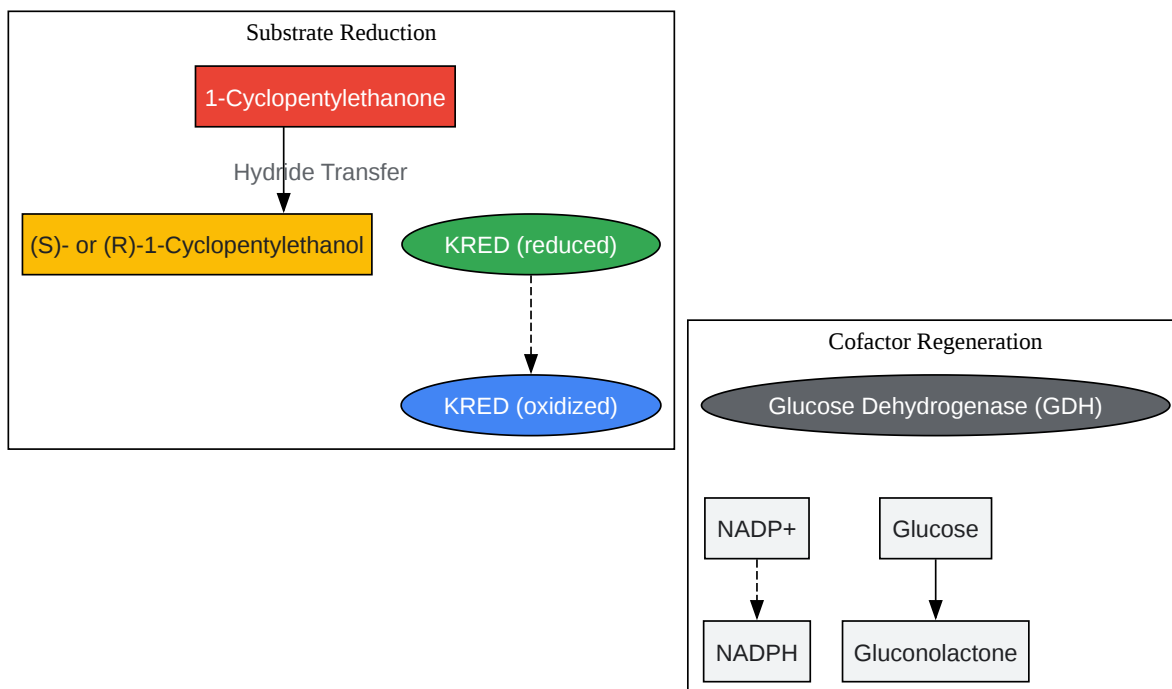 Substrate Reduction
1-Cyclopentylethanone
Hydride Transfer
(S)- or (R)-1-Cyclopentylethanol
KRED (reduced)
KRED (oxidized)
Cofactor Regeneration
Glucose Dehydrogenase (GDH)
NADP+
Glucose
NADPH
Gluconolactone